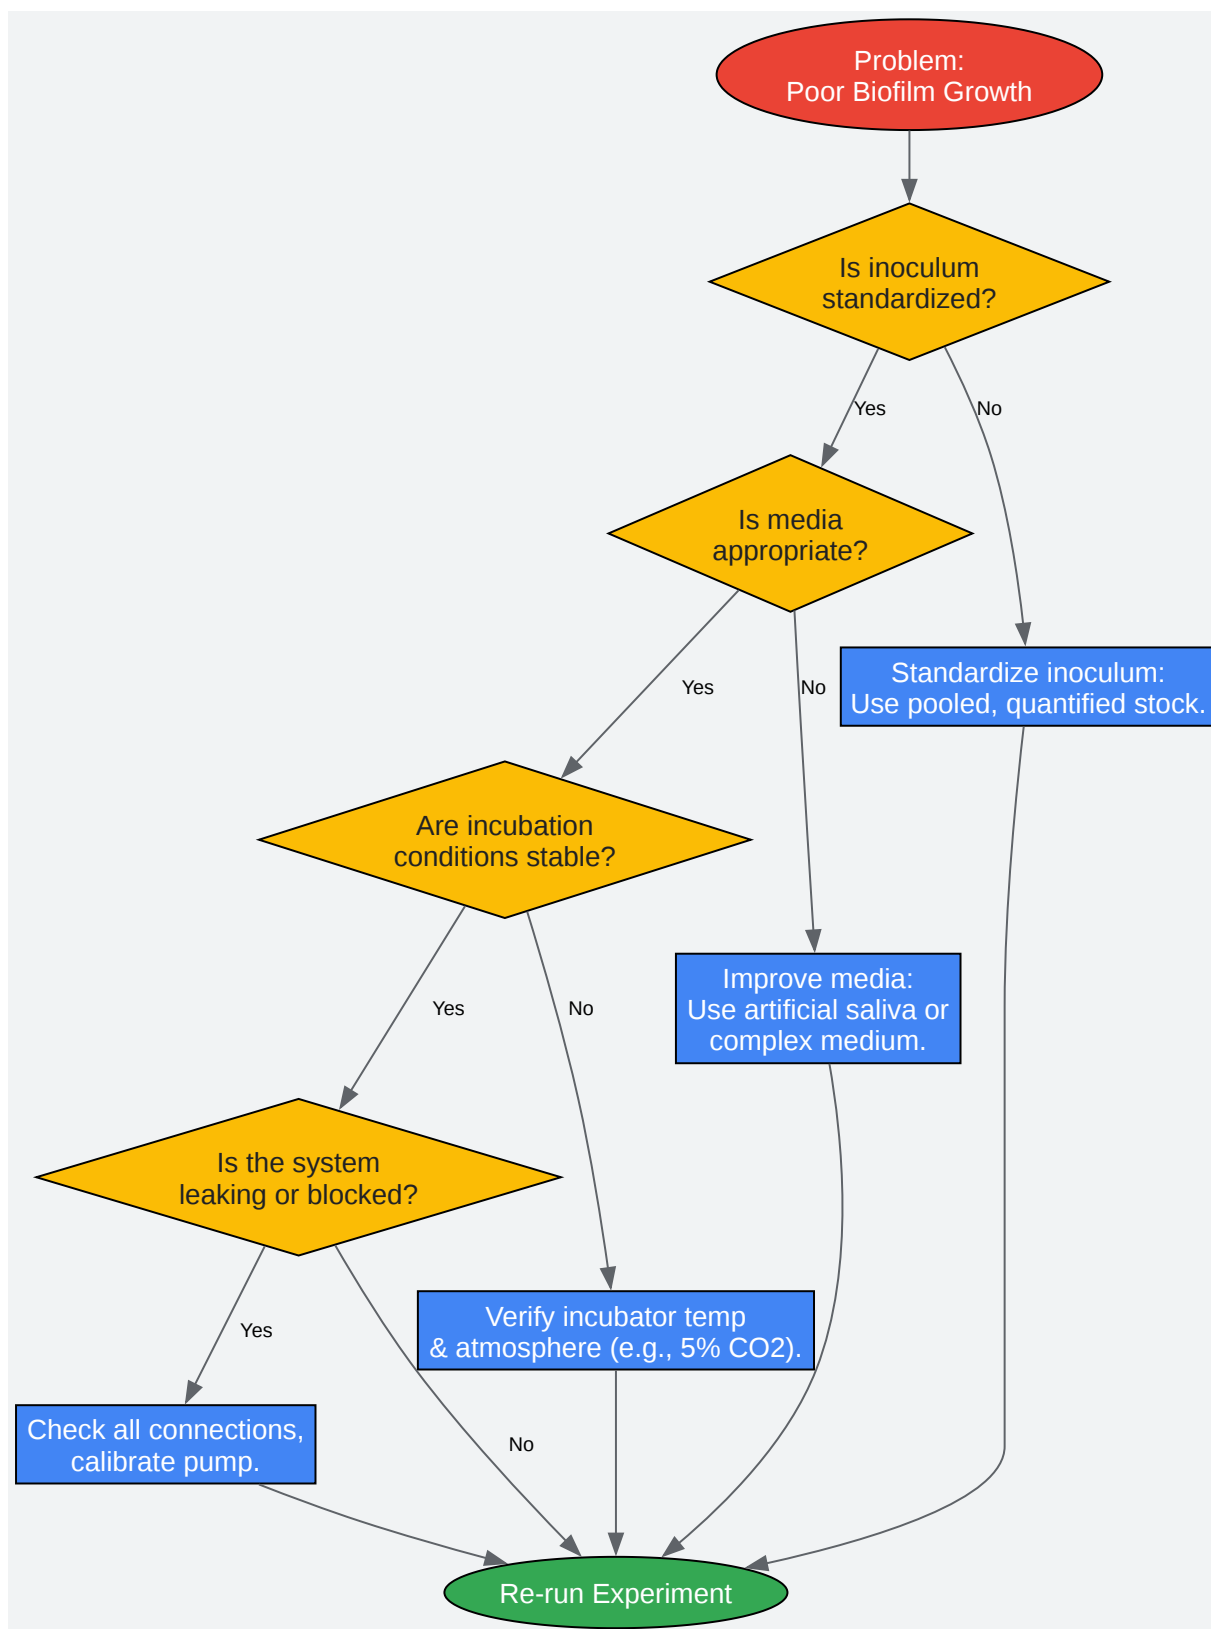 Problem:
Poor Biofilm Growth
Is inoculum
standardized?
Yes
No
Is media
appropriate?
Yes
No
Standardize inoculum:
Use pooled, quantified stock.
Are incubation
conditions stable?
Yes
No
Improve media:
Use artificial saliva or
complex medium.
Is the system
leaking or blocked?
Yes
No
Verify incubator temp
& atmosphere (e.g., 5% CO2).
Check all connections,
calibrate pump.
Re-run Experiment